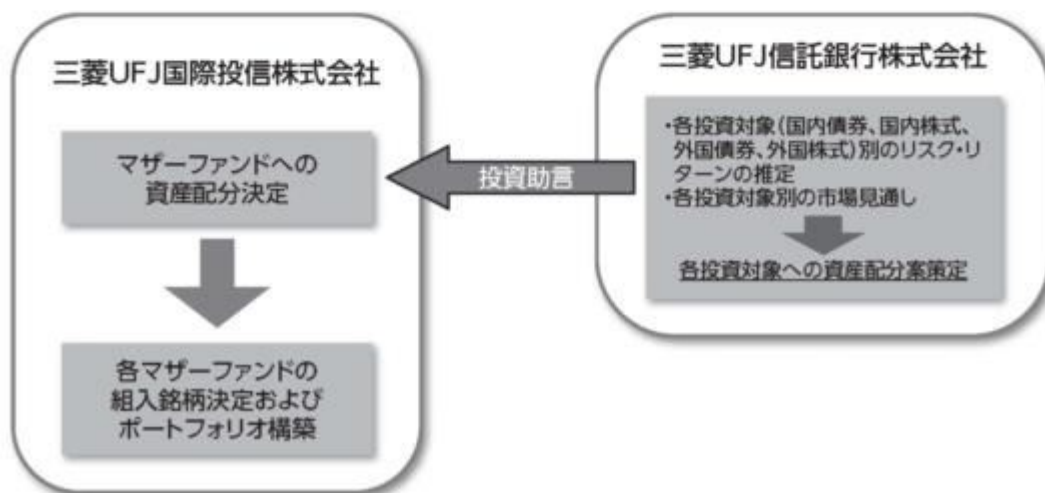 三菱UFJ国際投信株式会社
マザーファンドへの
資産配分決定
各マザーファンドの
組入銘柄決定および
ポートフォリオ構築
投資助言
三菱UFJ信託銀行株式会社
・各投資対象(国内債券、国内株式、
外国債券、外国株式)別のリスク・リ
ターンの推定
・各投資対象別の市場見通し
各投資対象への資産配分案策定